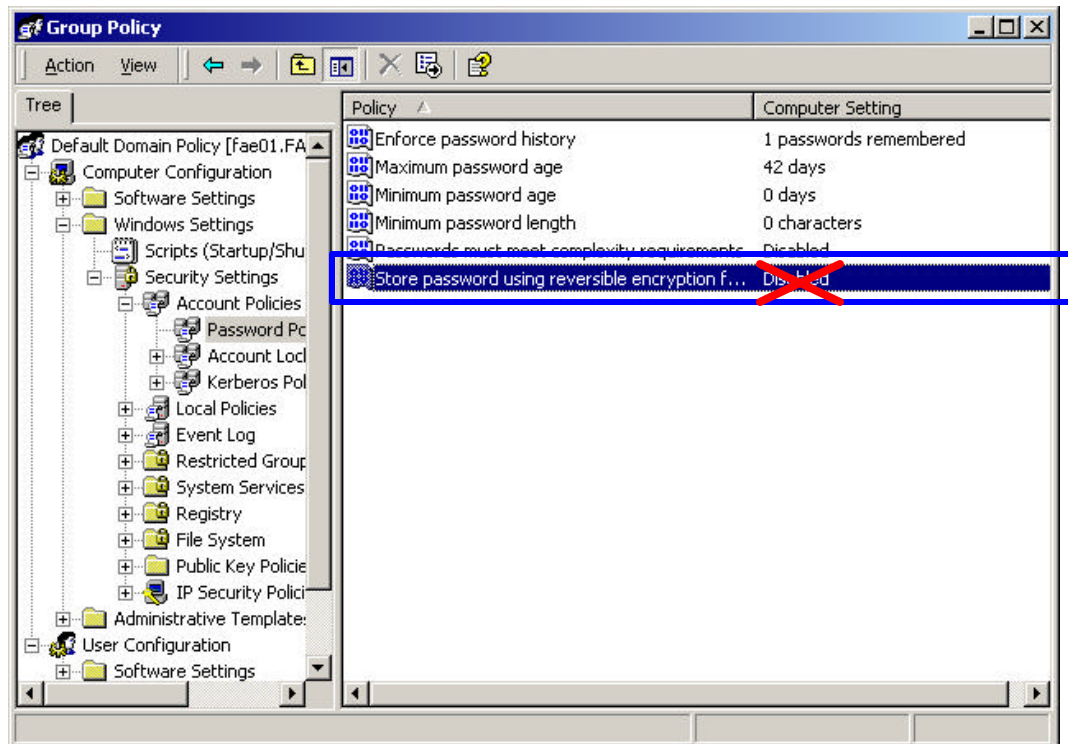 Group Policy
Action View
Tree
Policy Computer Setting
Default Domain Policy [fae01.FA
Computer Configuration
Software Settings
Windows Settings
Scripts (Startup/Shu
Security Settings
Account Policies
Password Po
Account Locl
Kerberos Pol
Local Policies
Event Log
Restricted Group
System Services
Registry
File System
Public Key Policie
IP Security Polici
Administrative Template
User Configuration
Software Settings
Enforce password history 1 passwords remembered
Maximum password age 42 days
Minimum password age 0 days
Minimum password length 0 characters
Passwords must meet complexity requirements Disabled
Store password using reversible encryption f... Disabled